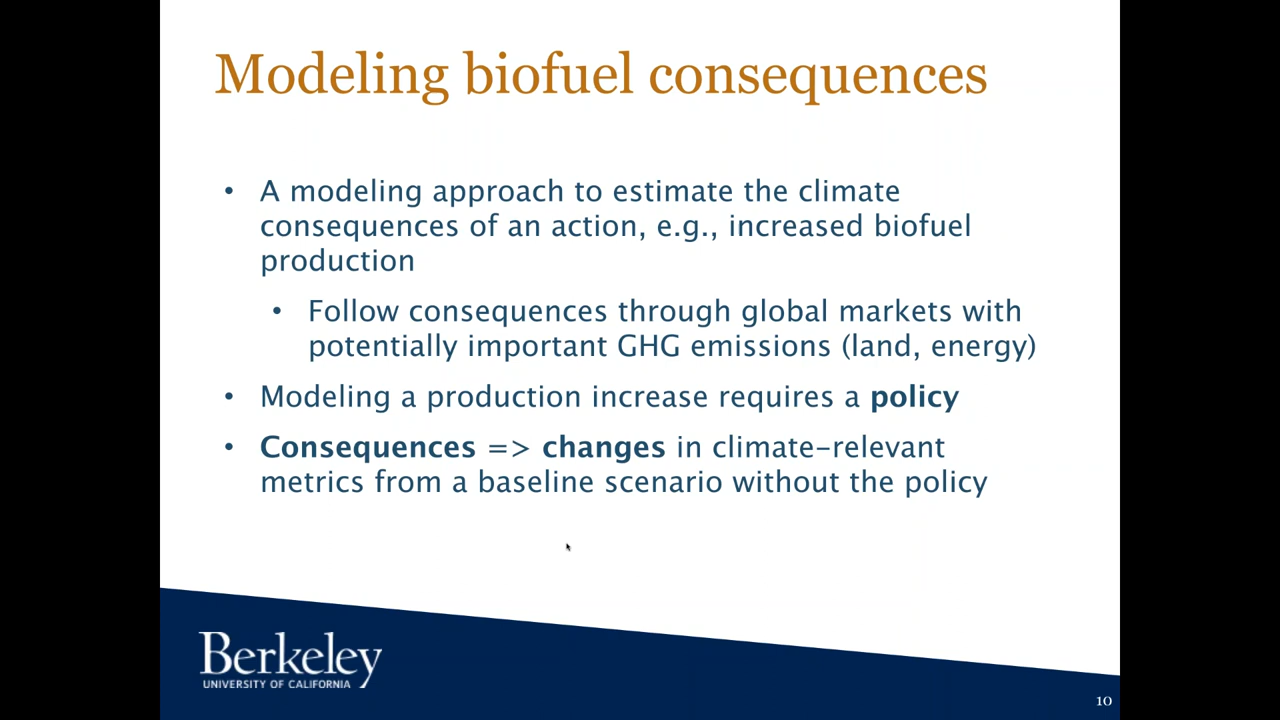 Modeling biofuel consequences
• A modeling approach to estimate the climate
consequences of an action, e.g., increased biofuel
production
• Follow consequences through global markets with
potentially important GHG emissions (land, energy)
• Modeling a production increase requires a policy
• Consequences => changes in climate-relevant
metrics from a baseline scenario without the policy
Berkeley
UNIVERSITY OF CALIFORNIA
10